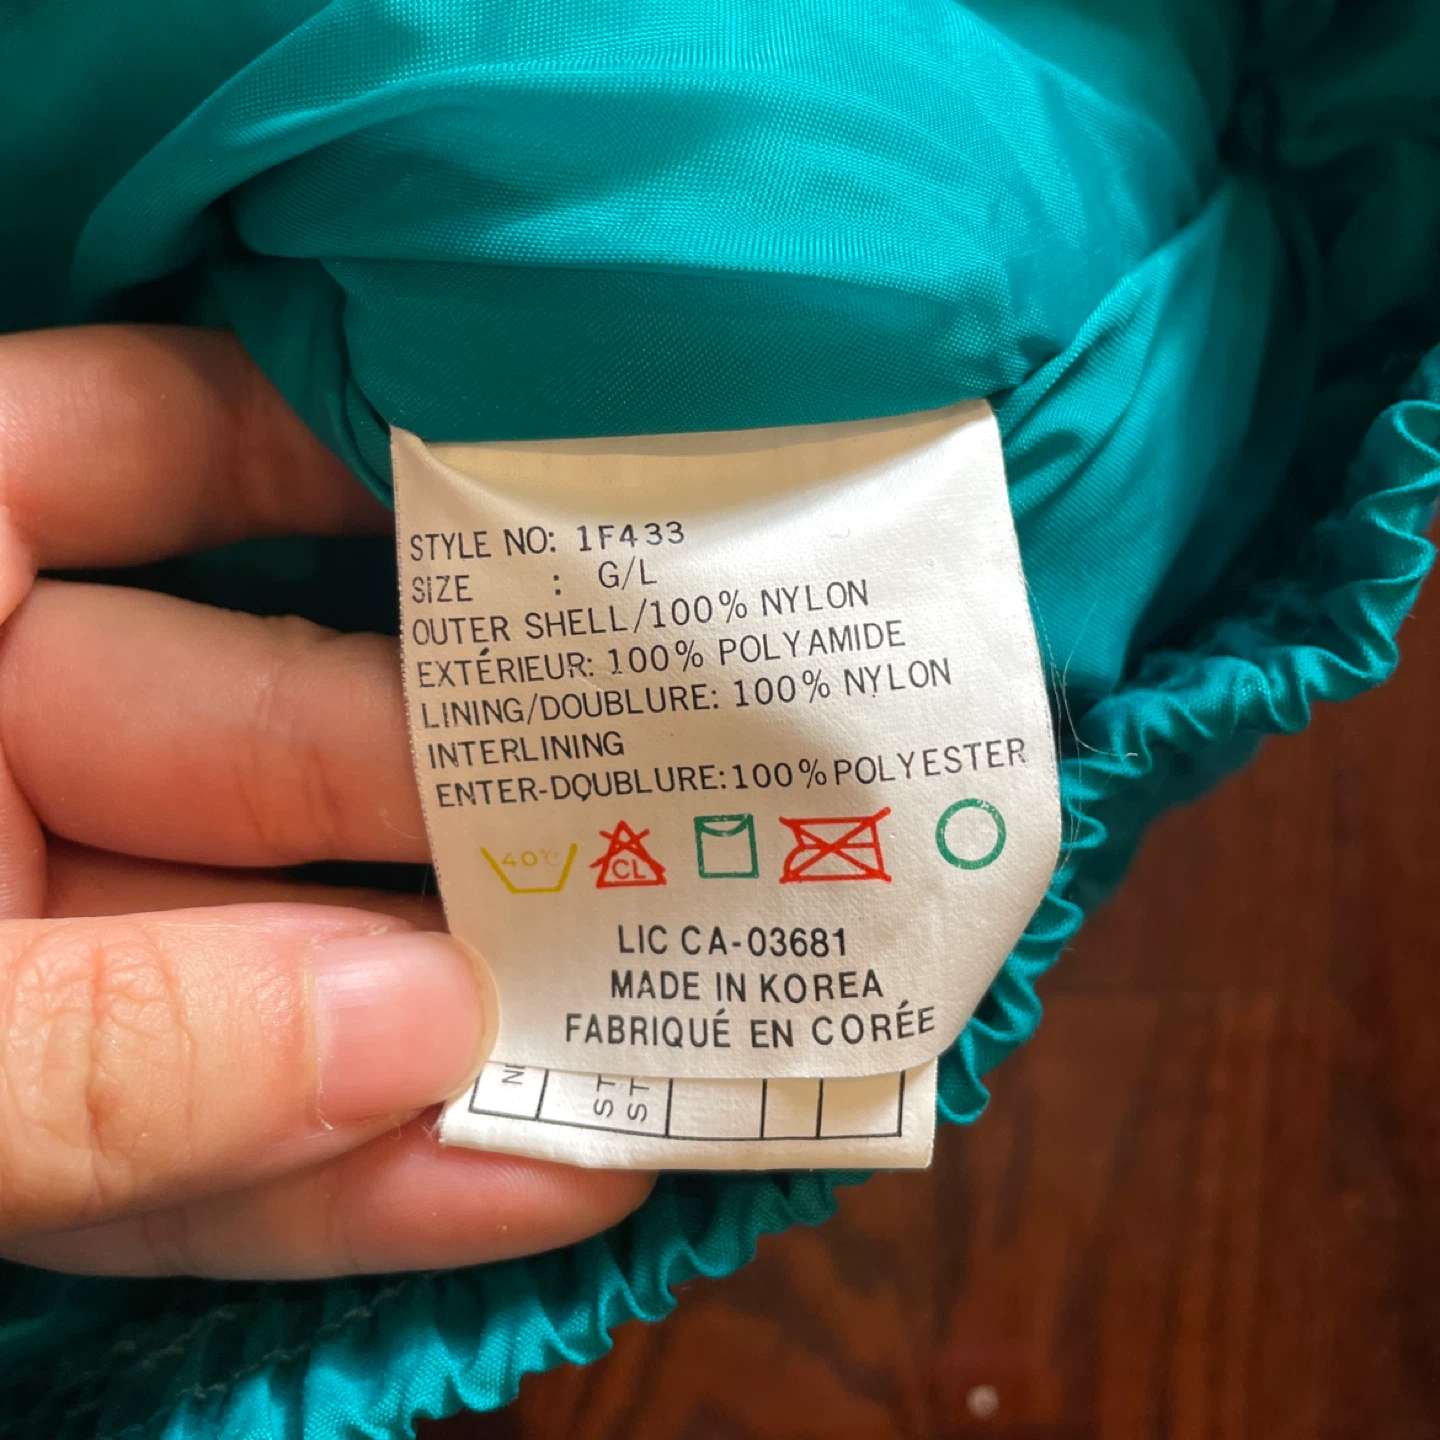 STYLE NO: 1F433
SIZE : G/L
OUTER SHELL/100% NYLON
EXTÉRIEUR: 100% POLYAMIDE
LINING/DOUBLURE: 100% NYLON
INTERLINING
ENTER-DOUBLURE: 100% POLYESTER
40°C
CL
LIC CA-03681
MADE IN KOREA
FABRIQUÉ EN CORÉE